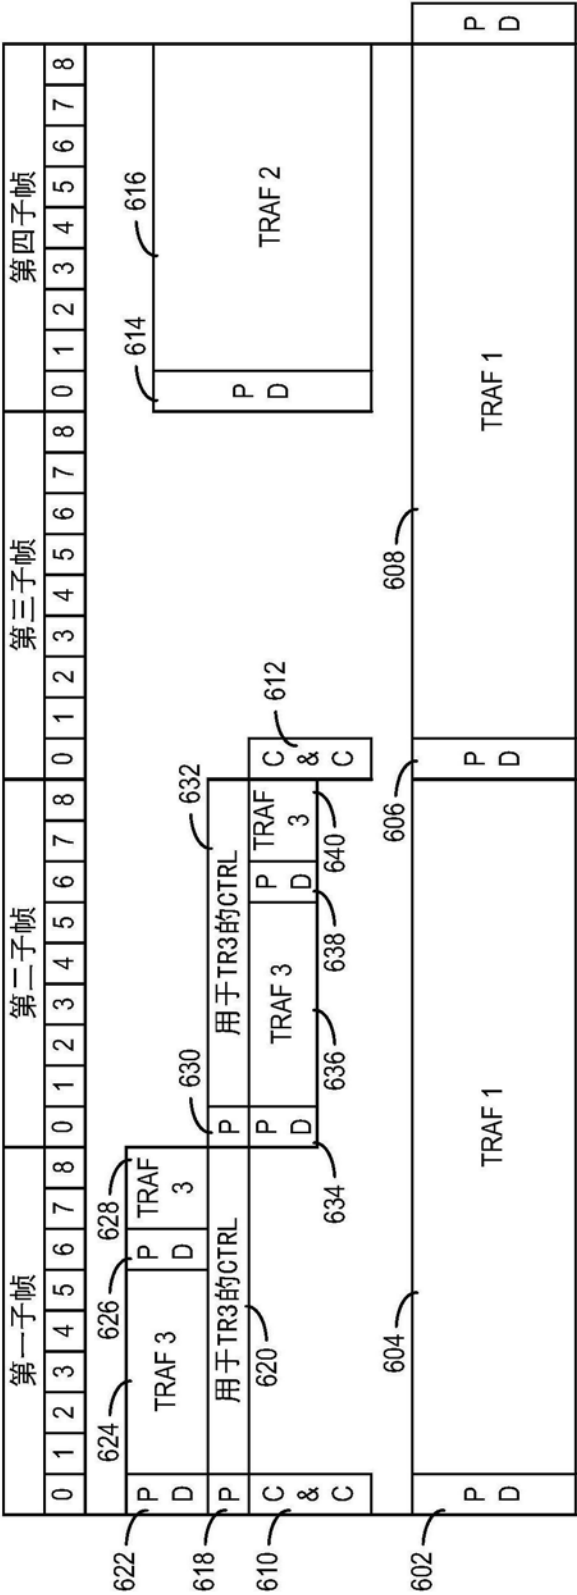 第一子帧 第二子帧 第三子帧 第四子帧
0 1 2 3 4 5 6 7 8 0 1 2 3 4 5 6 7 8 0 1 2 3 4 5 6 7 8 0 1 2 3 4 5 6 7 8
622
P D
624
TRAF 3
626
P D
628
TRAF 3
614
P D
616
TRAF 2
618
P
用于TR3的CTRL
620
630
P
用于TR3的CTRL
632
610
C & C
634
P D
TRAF 3
636
P D
638
TRAF 3
640
C & C
612
602
P D
604
TRAF 1
606
P D
608
TRAF 1
P D